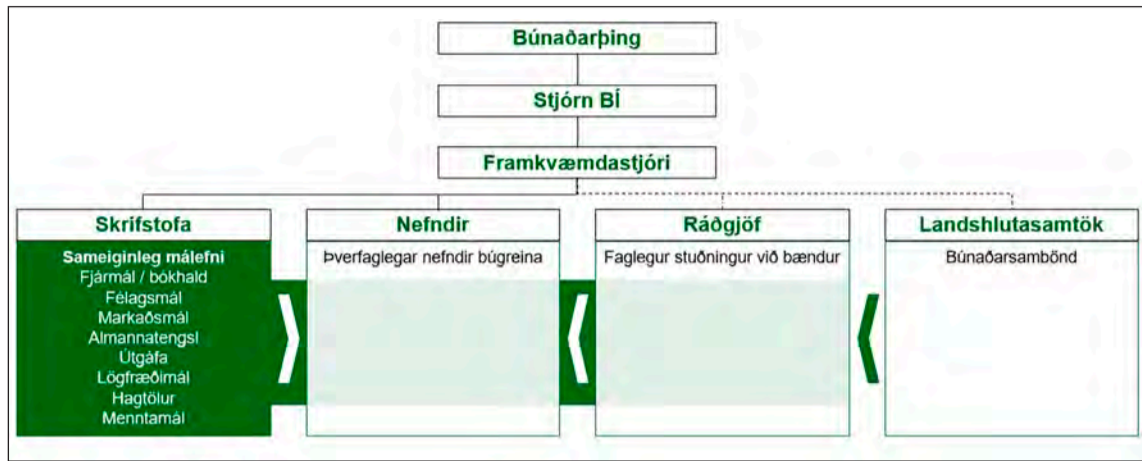 Búnaðarþing
Stjórn BÍ
Framkvæmdastjóri
Skrifstofa
Sameiginleg málefni
Fjármál / bókhald
Félagsmál
Markaðsmál
Almannatengsl
Útgáfa
Lögfræðimál
Hagtölur
Menntamál
Nefndir
Þverfaglegar nefndir búgreina
Ráðgjöf
Faglegur stuðningur við bændur
Landshlutasamtök
Búnaðarsambönd